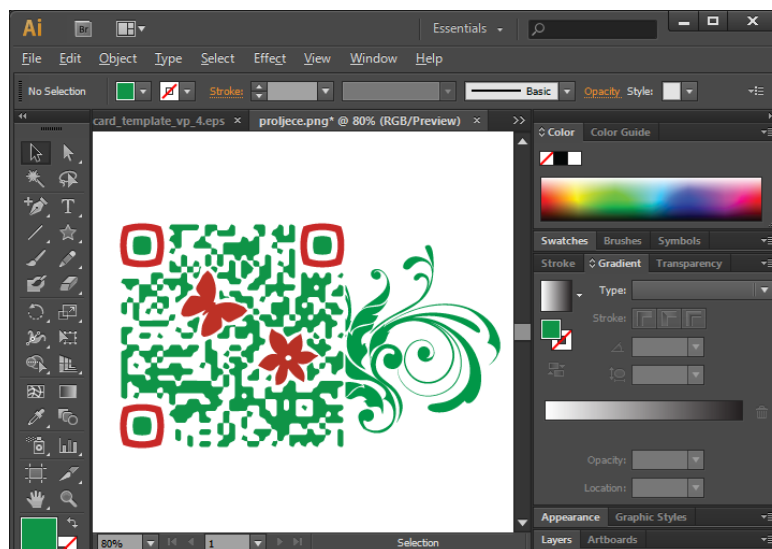 Ai Br Essentials
File Edit Object Type Select Effect View Window Help
No Selection Stroke: Basic Opacity Style:
card_template_vp_4.eps × proljece.png* @ 80% (RGB/Preview) ×
Color Color Guide
Swatches Brushes Symbols
Stroke Gradient Transparency
Type:
Stroke:
Opacity:
Location:
Appearance Graphic Styles
80% 1 Selection
Layers Artboards